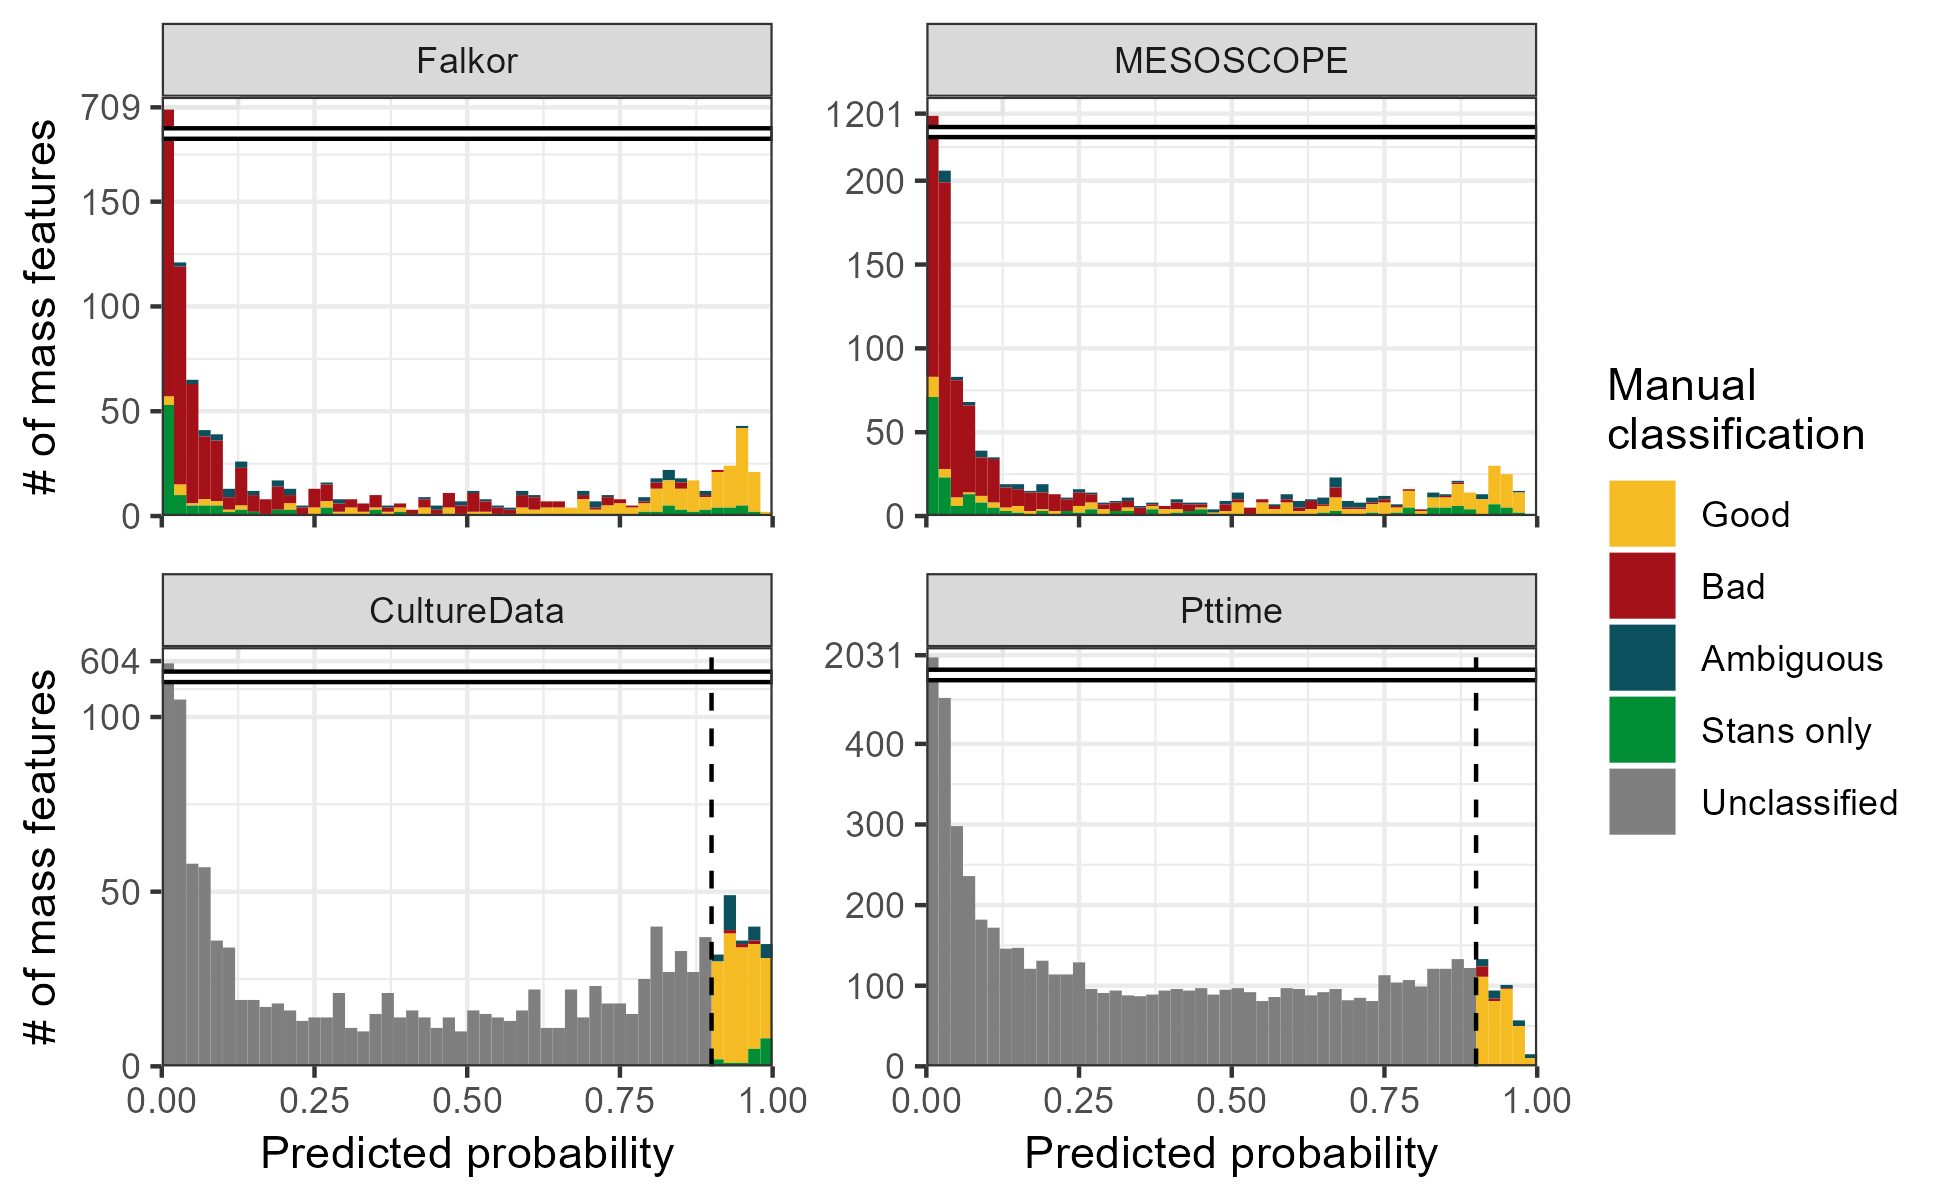 Falkor
MESOSCOPE
# of mass features
709
150
100
50
0
1201
200
150
100
50
0
CultureData
Pttime
# of mass features
604
100
50
0
2031
400
300
200
100
0
0.00 0.25 0.50 0.75 1.00
0.00 0.25 0.50 0.75 1.00
Predicted probability
Predicted probability
Manual
classification
Good
Bad
Ambiguous
Stans only
Unclassified